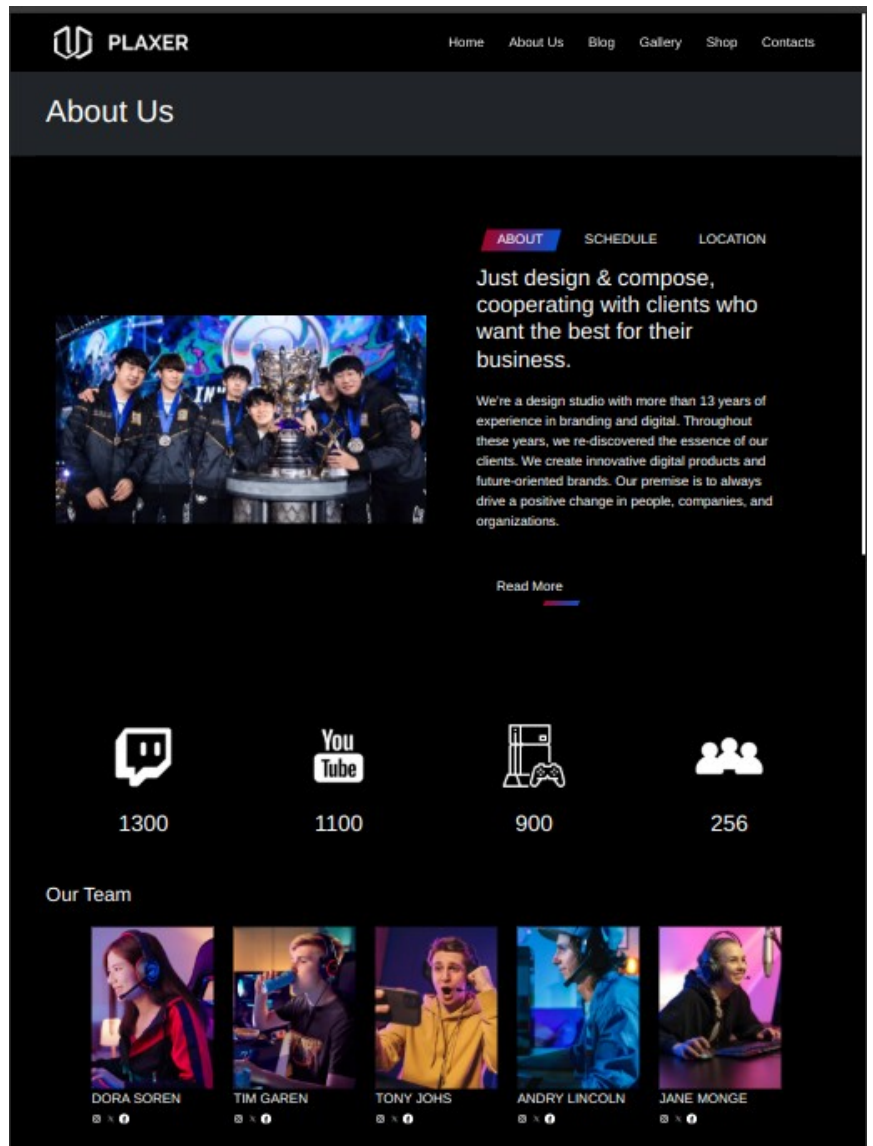 PLAXER
Home About Us Blog Gallery Shop Contacts
About Us
ABOUT SCHEDULE LOCATION
Just design & compose,
cooperating with clients who
want the best for their
business.
We're a design studio with more than 13 years of
experience in branding and digital. Throughout
these years, we re-discovered the essence of our
clients. We create innovative digital products and
future-oriented brands. Our premise is to always
drive a positive change in people, companies, and
organizations.
Read More
You
Tube
1300 1100 900 256
Our Team
DORA SOREN TIM GAREN TONY JOHS ANDRY LINCOLN JANE MONGE